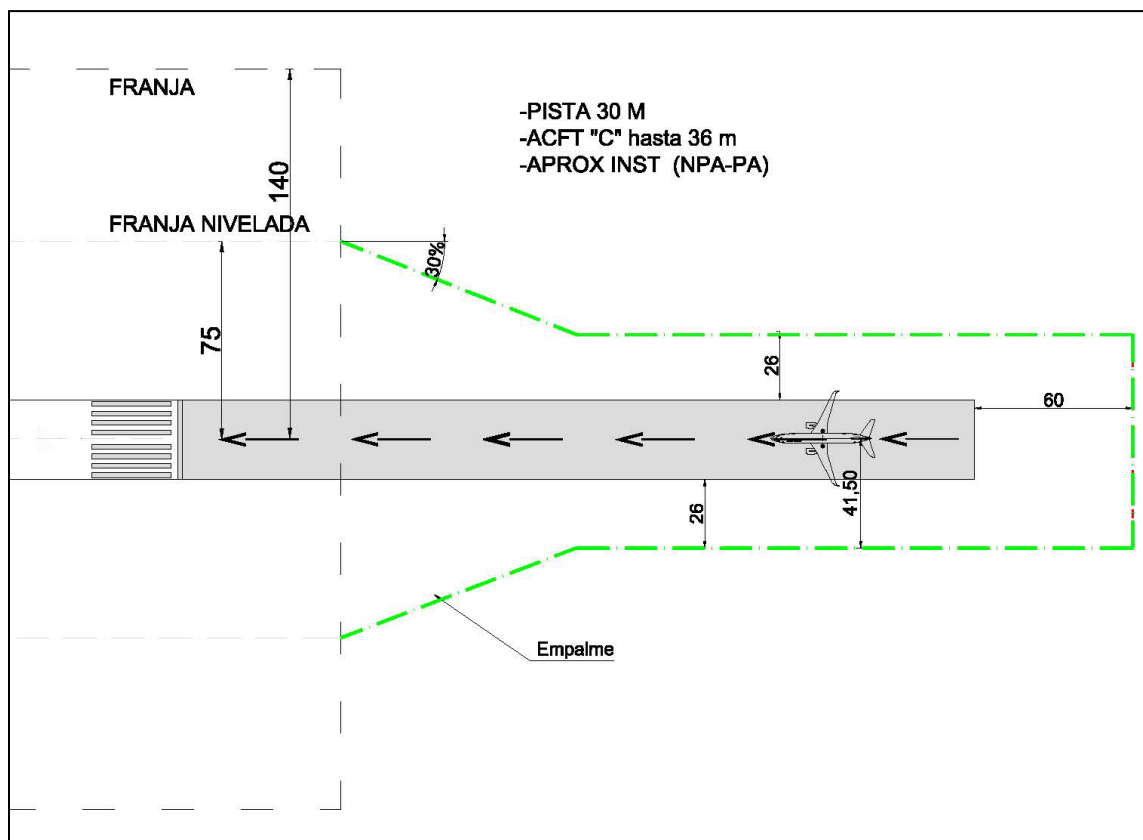 FRANJA
-PISTA 30 M
-ACFT "C" hasta 36 m
-APROX INST (NPA-PA)
140
FRANJA NIVELADA
30%
75
26
60
41,50
26
Empalme